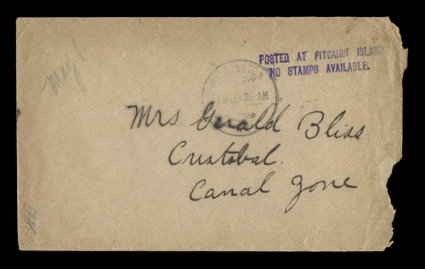 POSTED AT PITCAIRN ISLAND
NO STAMPS AVAILABLE.
Mrs Gerald Bliss
Cristobal.
Canal Zone